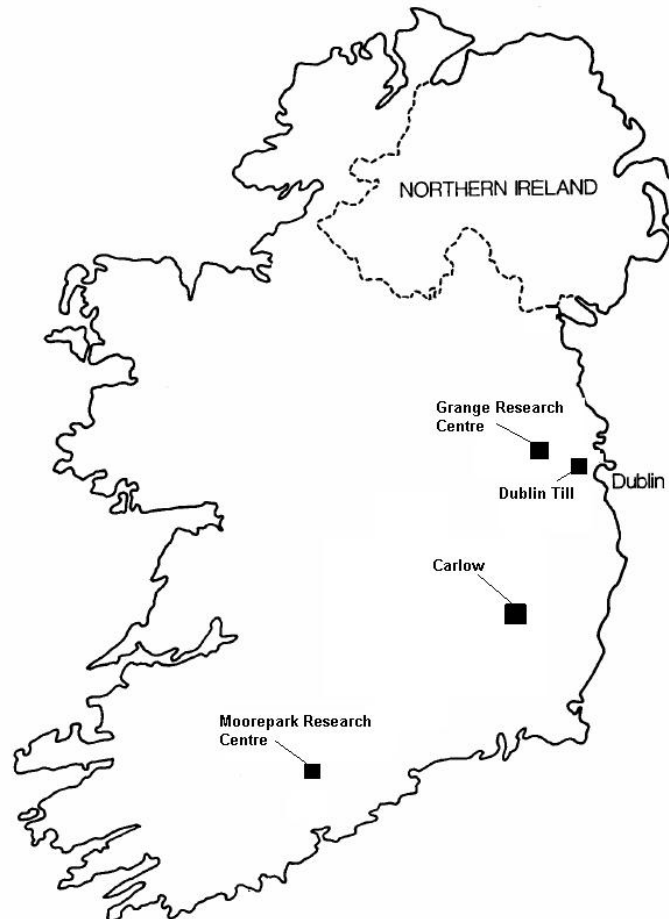 NORTHERN IRELAND
Grange Research
Centre
Dublin
Dublin Till
Carlow
Moorepark Research
Centre